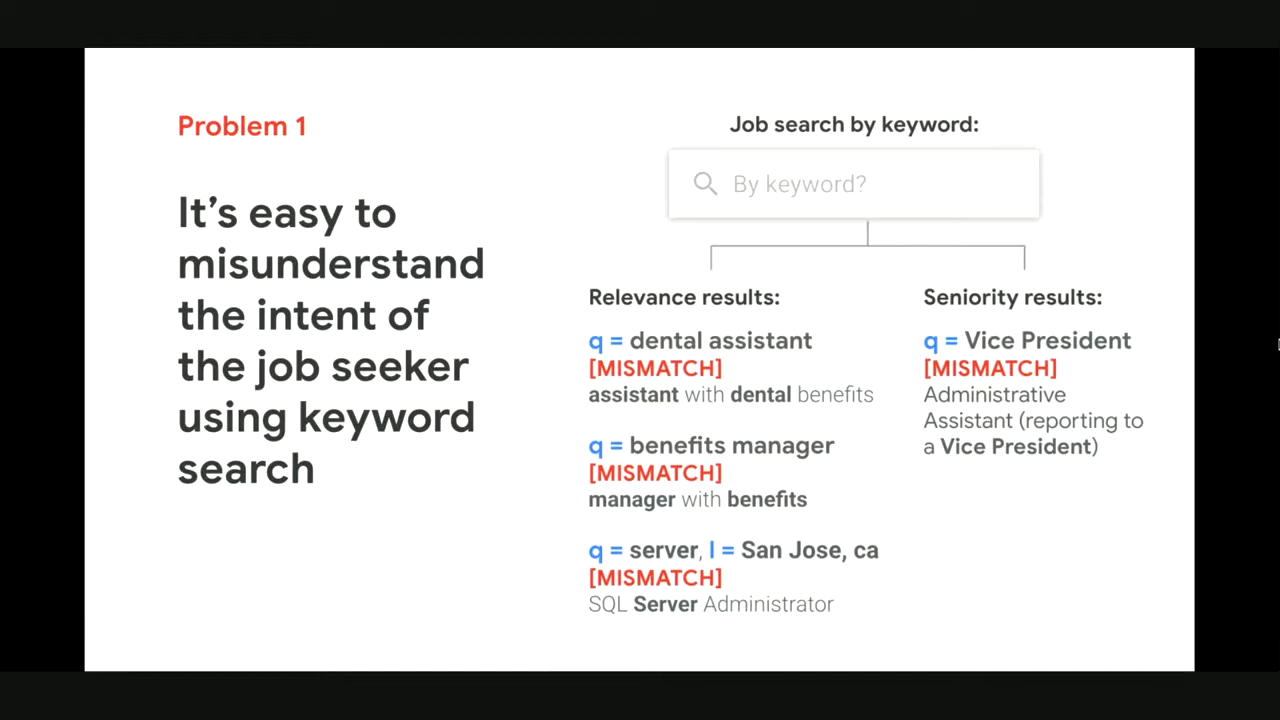 Problem 1
It's easy to
misunderstand
the intent of
the job seeker
using keyword
search
Job search by keyword:
By keyword?
Relevance results:
q = dental assistant
[MISMATCH]
assistant with dental benefits
q = benefits manager
[MISMATCH]
manager with benefits
q = server, l = San Jose, ca
[MISMATCH]
SQL Server Administrator
Seniority results:
q = Vice President
[MISMATCH]
Administrative
Assistant (reporting to
a Vice President)